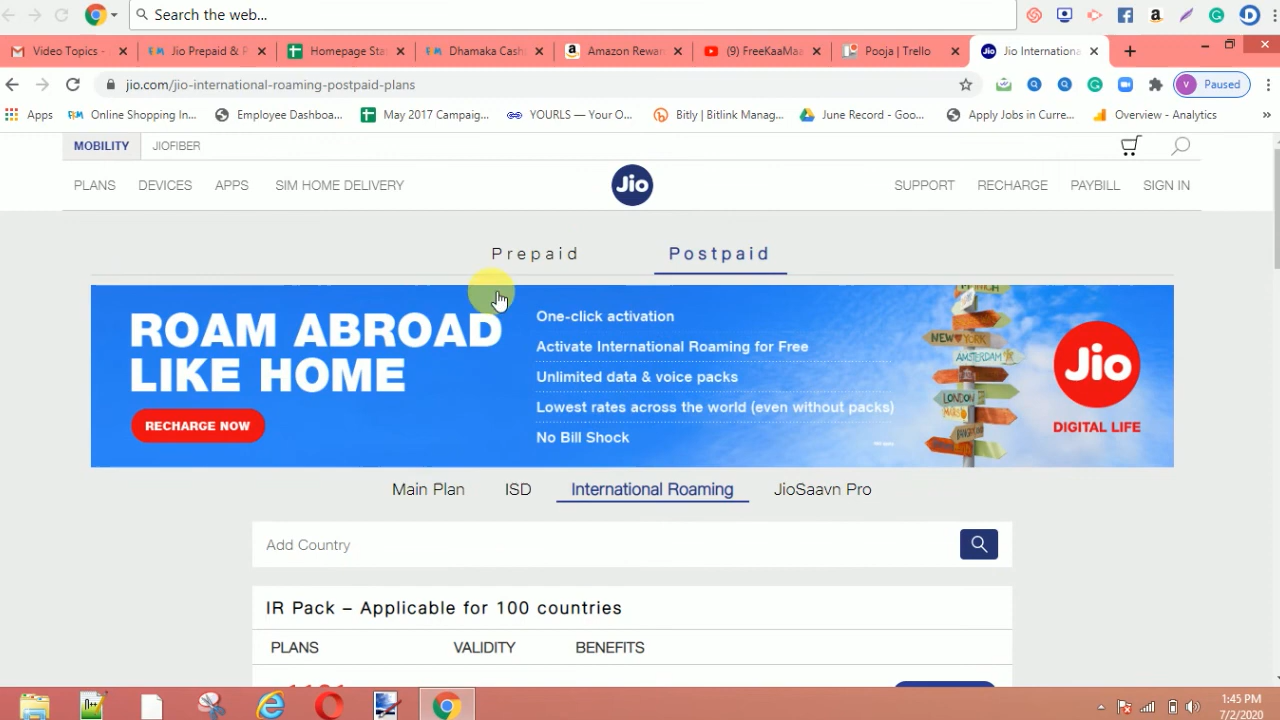 Search the web...
Video Topics -
Jio Prepaid & P
Homepage Sta
Dhamaka Cash
Amazon Rewar
(9) FreeKaaMaa
Pooja | Trello
Jio Internationa
jio.com/jio-international-roaming-postpaid-plans
V
Paused
Apps
Online Shopping In...
Employee Dashboa...
May 2017 Campaig...
YOURLS — Your O...
Bitly | Bitlink Manag...
June Record - Goo...
Apply Jobs in Curre...
Overview - Analytics
»
MOBILITY
JIOFIBER
PLANS
DEVICES
APPS
SIM HOME DELIVERY
Jio
SUPPORT
RECHARGE
PAYBILL
SIGN IN
Prepaid
Postpaid
ROAM ABROAD
LIKE HOME
RECHARGE NOW
One-click activation
Activate International Roaming for Free
Unlimited data & voice packs
Lowest rates across the world (even without packs)
No Bill Shock
NEW YORK
AMSTERDAM
LONDON
Jio
DIGITAL LIFE
Main Plan
ISD
International Roaming
JioSaavn Pro
Add Country
IR Pack – Applicable for 100 countries
PLANS
VALIDITY
BENEFITS
1:45 PM
7/2/2020